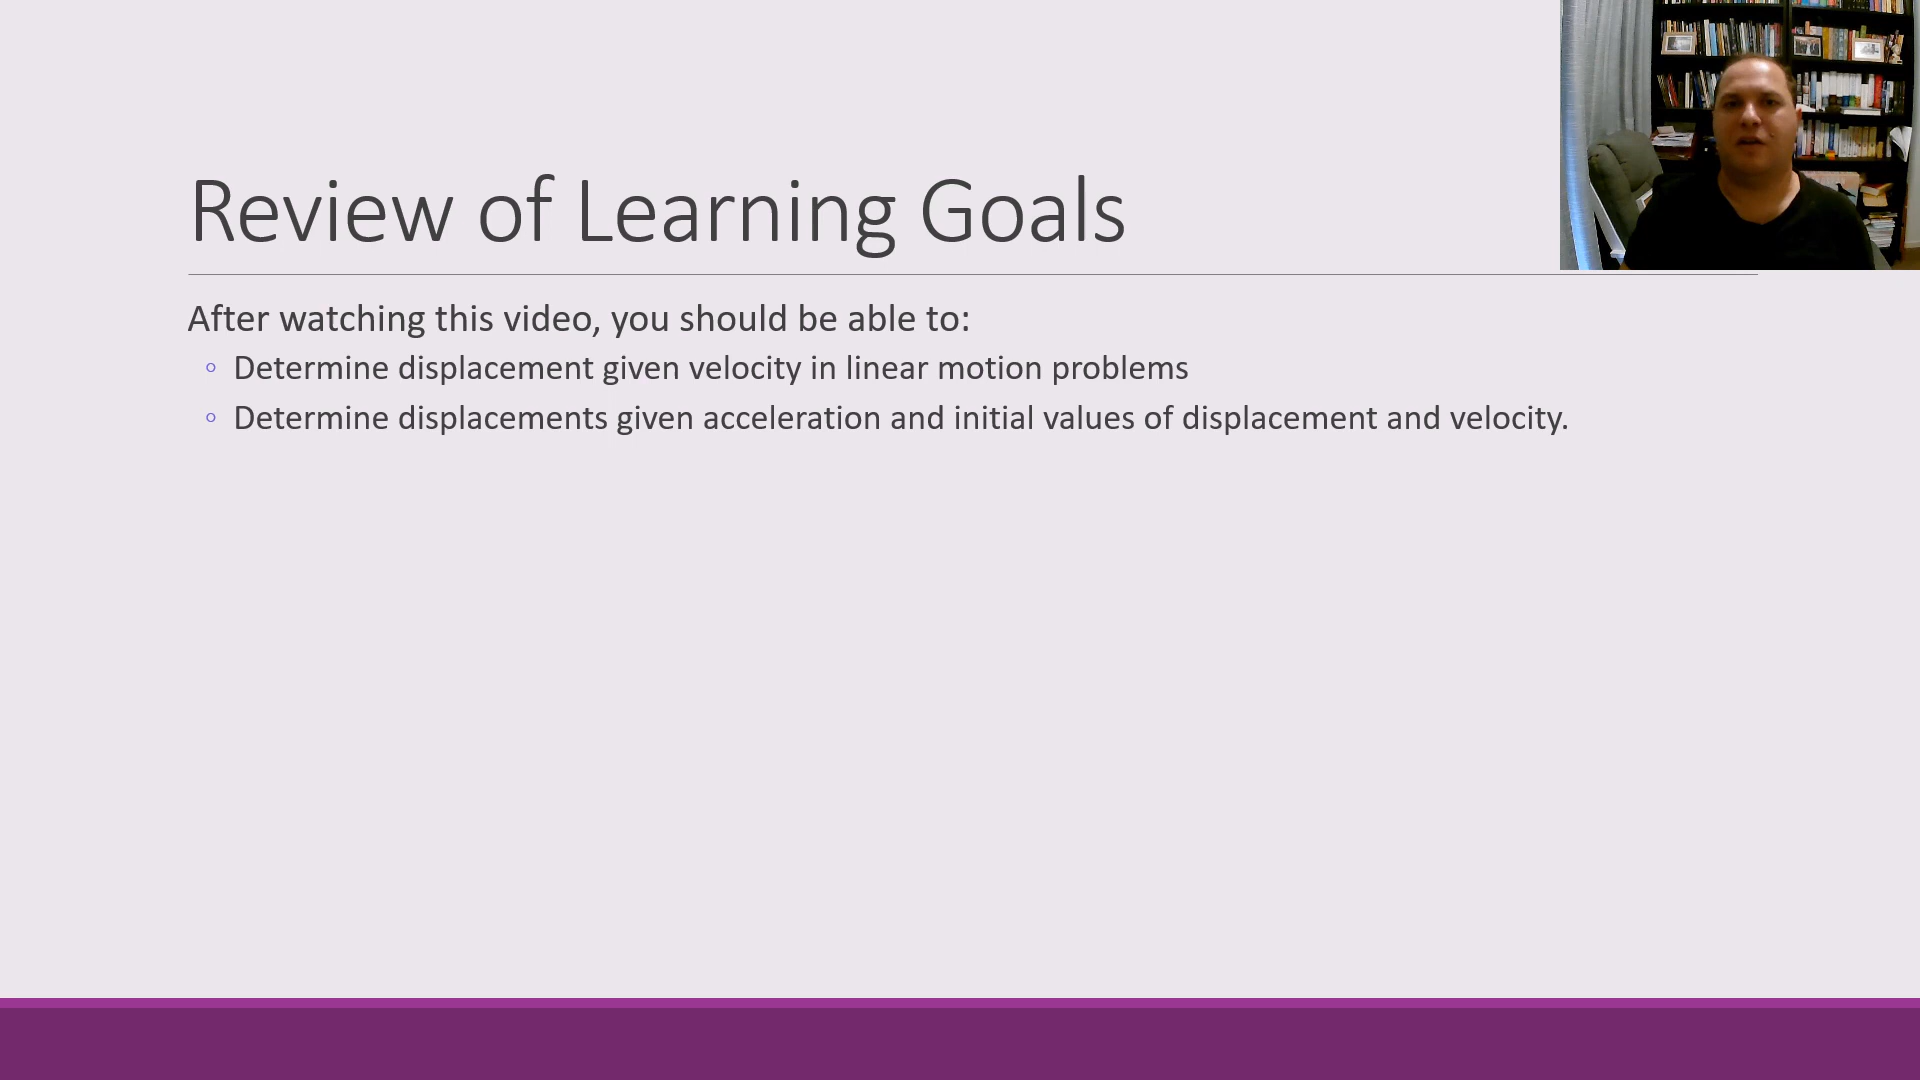 Review of Learning Goals
After watching this video, you should be able to:
◦ Determine displacement given velocity in linear motion problems
◦ Determine displacements given acceleration and initial values of displacement and velocity.